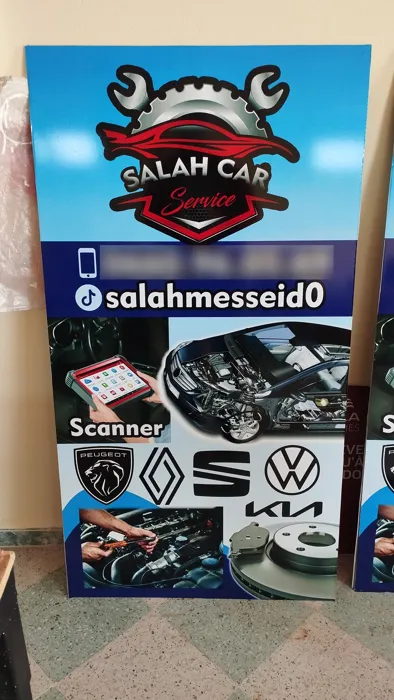 SALAH CAR
Service
salahmesseid0
Scanner
PEUGEOT
KIA